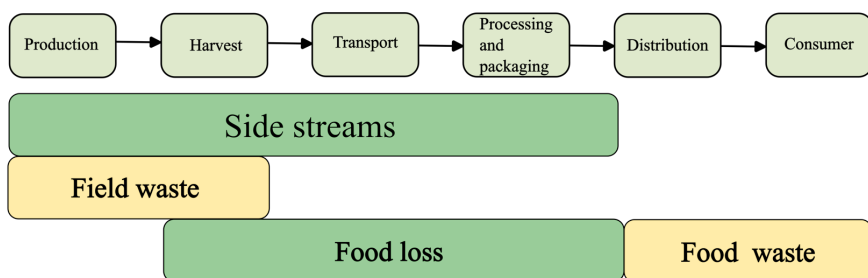 Production
Harvest
Transport
Processing
and
packaging
Distribution
Consumer
Side streams
Field waste
Food loss
Food waste